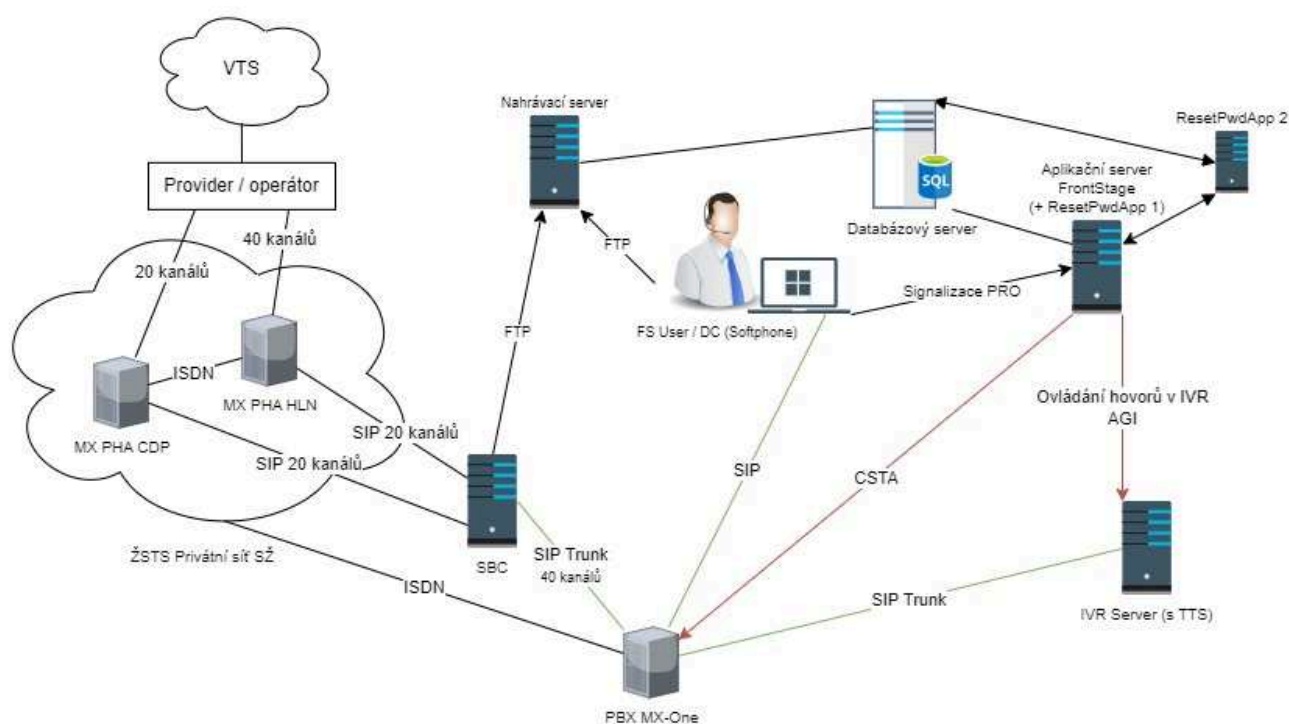 VTS
Provider / operátor
40 kanálů
20 kanálů
ISDN
MX PHA HLN
MX PHA CDP
SIP 20 kanálů
SIP 20 kanálů
ŽSTS Privátní síť SŽ
ISDN
Nahrávací server
FTP
FTP
SBC
SIP Trunk
40 kanálů
FS User / DC (Softphone)
SIP
Signalizace PRO
SQL
Databázový server
ResetPwdApp 2
Aplikační server
FrontStage
(+ ResetPwdApp 1)
Ovládání hovorů v IVR
AGI
CSTA
SIP Trunk
IVR Server (s TTS)
PBX MX-One